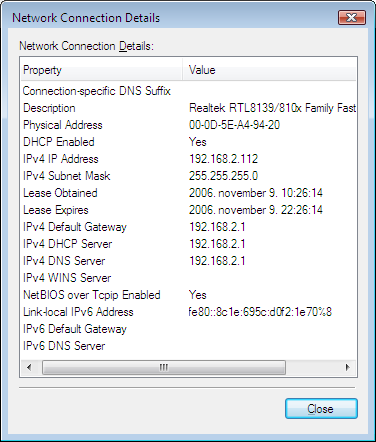 Network Connection Details
Network Connection Details:
Property Value
Connection-specific DNS Suffix
Description Realtek RTL8139/810x Family Fast
Physical Address 00-0D-5E-A4-94-20
DHCP Enabled Yes
IPv4 IP Address 192.168.2.112
IPv4 Subnet Mask 255.255.255.0
Lease Obtained 2006. november 9. 10:26:14
Lease Expires 2006. november 9. 22:26:14
IPv4 Default Gateway 192.168.2.1
IPv4 DHCP Server 192.168.2.1
IPv4 DNS Server 192.168.2.1
IPv4 WINS Server
NetBIOS over Tcpip Enabled Yes
Link-local IPv6 Address fe80::8c1e:695c:d0f2:1e70%8
IPv6 Default Gateway
IPv6 DNS Server
Close